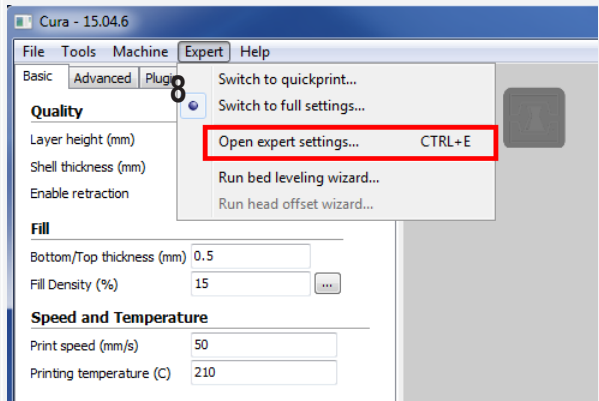 Cura - 15.04.6
File Tools Machine Expert Help
Basic Advanced Plugi
8
Switch to quickprint...
Switch to full settings...
Open expert settings... CTRL+E
Run bed leveling wizard...
Run head offset wizard...
Quality
Layer height (mm)
Shell thickness (mm)
Enable retraction
Fill
Bottom/Top thickness (mm) 0.5
Fill Density (%) 15 ...
Speed and Temperature
Print speed (mm/s) 50
Printing temperature (C) 210